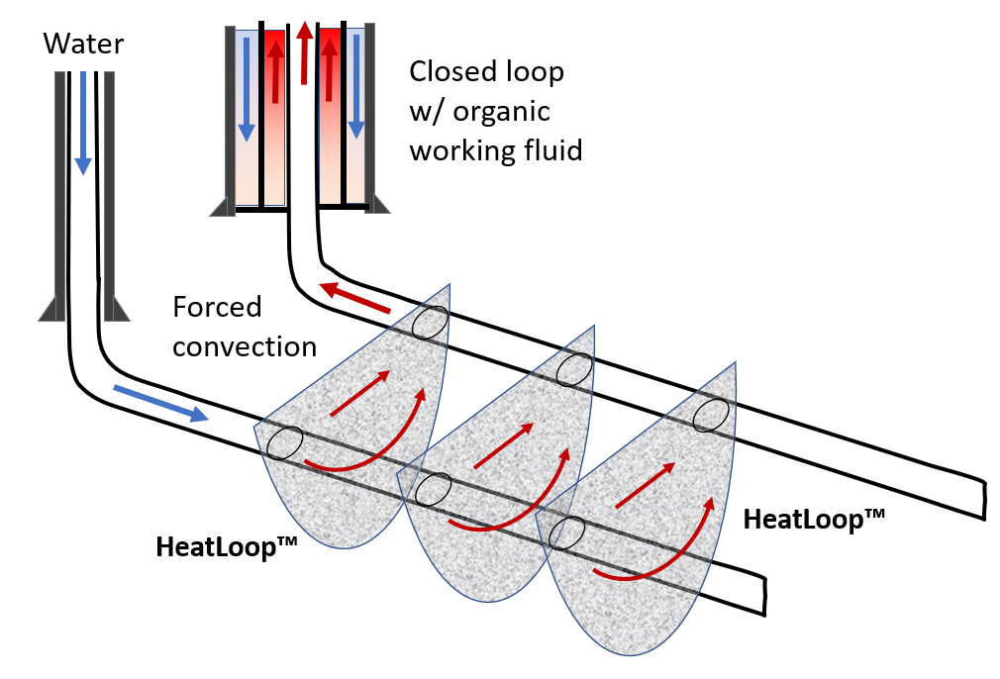 Water
Closed loop
w/ organic
working fluid
Forced
convection
HeatLoop™
HeatLoop™